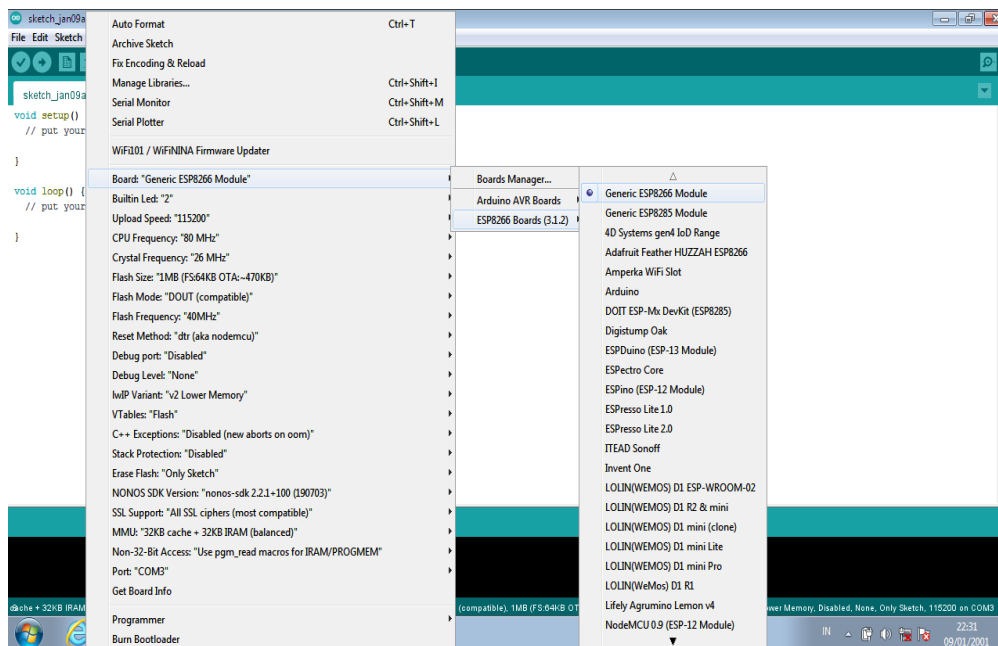 sketch_jan09a
File Edit Sketch
sketch_jan09a
void setup()
// put your
}
void loop() {
// put your
}
Auto Format Ctrl+T
Archive Sketch
Fix Encoding & Reload
Manage Libraries... Ctrl+Shift+I
Serial Monitor Ctrl+Shift+M
Serial Plotter Ctrl+Shift+L
WiFi101 / WiFiNINA Firmware Updater
Board: "Generic ESP8266 Module"
Builtin Led: "2"
Upload Speed: "115200"
CPU Frequency: "80 MHz"
Crystal Frequency: "26 MHz"
Flash Size: "1MB (FS:64KB OTA:~470KB)"
Flash Mode: "DOUT (compatible)"
Flash Frequency: "40MHz"
Reset Method: "dtr (aka nodemcu)"
Debug port: "Disabled"
Debug Level: "None"
lwIP Variant: "v2 Lower Memory"
VTables: "Flash"
C++ Exceptions: "Disabled (new aborts on oom)"
Stack Protection: "Disabled"
Erase Flash: "Only Sketch"
NONOS SDK Version: "nonos-sdk 2.2.1+100 (190703)"
SSL Support: "All SSL ciphers (most compatible)"
MMU: "32KB cache + 32KB IRAM (balanced)"
Non-32-Bit Access: "Use pgm_read macros for IRAM/PROGMEM"
Port: "COM3"
Get Board Info
Programmer
Burn Bootloader
Boards Manager...
Arduino AVR Boards
ESP8266 Boards (3.1.2)
Generic ESP8266 Module
Generic ESP8285 Module
4D Systems gen4 IoD Range
Adafruit Feather HUZZAH ESP8266
Amperka WiFi Slot
Arduino
DOIT ESP-Mx DevKit (ESP8285)
Digistump Oak
ESPDuino (ESP-13 Module)
ESPectro Core
ESPino (ESP-12 Module)
ESPresso Lite 1.0
ESPresso Lite 2.0
ITEAD Sonoff
Invent One
LOLIN(WEMOS) D1 ESP-WROOM-02
LOLIN(WEMOS) D1 R2 & mini
LOLIN(WEMOS) D1 mini (clone)
LOLIN(WEMOS) D1 mini Lite
LOLIN(WEMOS) D1 mini Pro
LOLIN(WeMos) D1 R1
Lifely Agrumino Lemon v4
NodeMCU 0.9 (ESP-12 Module)
+ 32KB IRAM (compatible), 1MB (FS:64KB OT Memory, Disabled, None, Only Sketch, 115200 on COM3
IN
22:31
09/01/2001